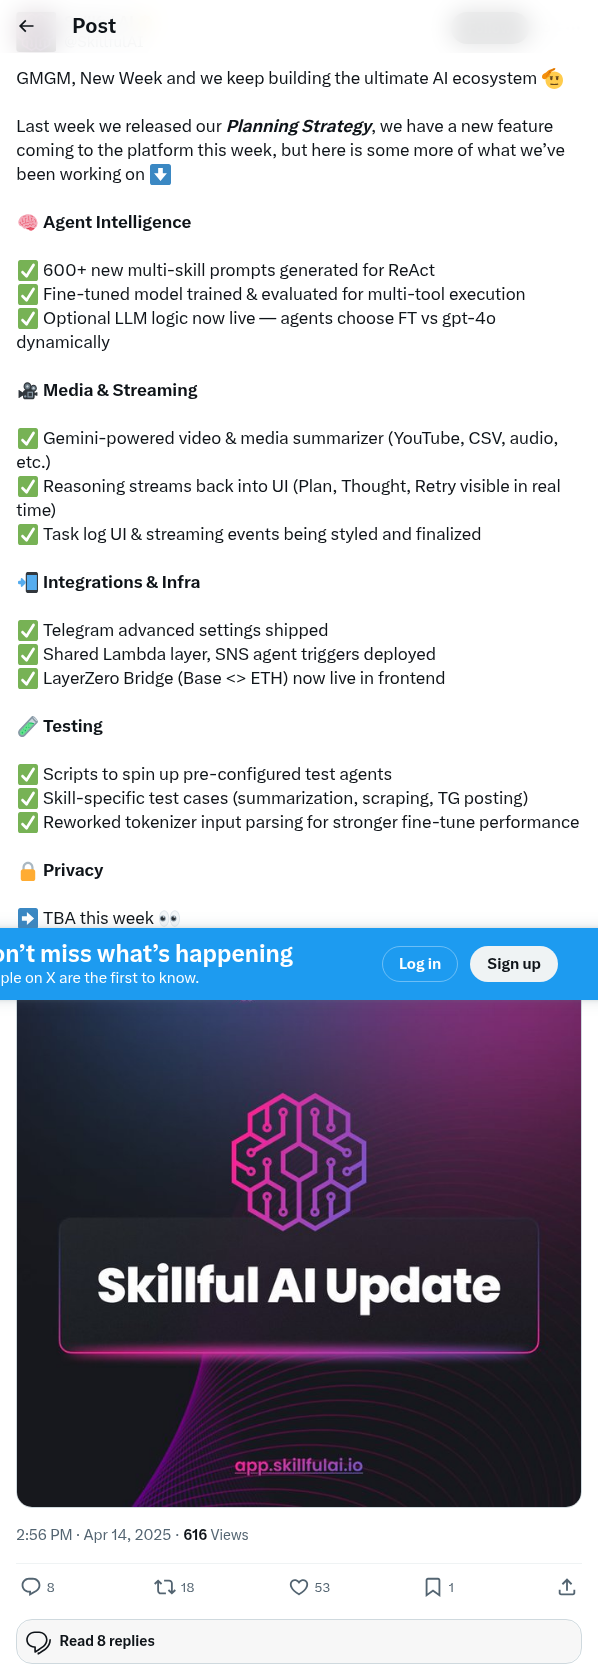 Post
GMGM, New Week and we keep building the ultimate AI ecosystem 🫡
Last week we released our Planning Strategy, we have a new feature
coming to the platform this week, but here is some more of what we’ve
been working on ⬇️
🧠 Agent Intelligence
✅ 600+ new multi-skill prompts generated for ReAct
✅ Fine-tuned model trained & evaluated for multi-tool execution
✅ Optional LLM logic now live — agents choose FT vs gpt-4o
dynamically
🎥 Media & Streaming
✅ Gemini-powered video & media summarizer (YouTube, CSV, audio,
etc.)
✅ Reasoning streams back into UI (Plan, Thought, Retry visible in real
time)
✅ Task log UI & streaming events being styled and finalized
📲 Integrations & Infra
✅ Telegram advanced settings shipped
✅ Shared Lambda layer, SNS agent triggers deployed
✅ LayerZero Bridge (Base <> ETH) now live in frontend
🧪 Testing
✅ Scripts to spin up pre-configured test agents
✅ Skill-specific test cases (summarization, scraping, TG posting)
✅ Reworked tokenizer input parsing for stronger fine-tune performance
🔒 Privacy
➡️ TBA this week 👀
on’t miss what’s happening
ple on X are the first to know.
Log in
Sign up
Skillful AI Update
app.skillfulai.io
2:56 PM · Apr 14, 2025 · 616 Views
8 18 53 1
Read 8 replies